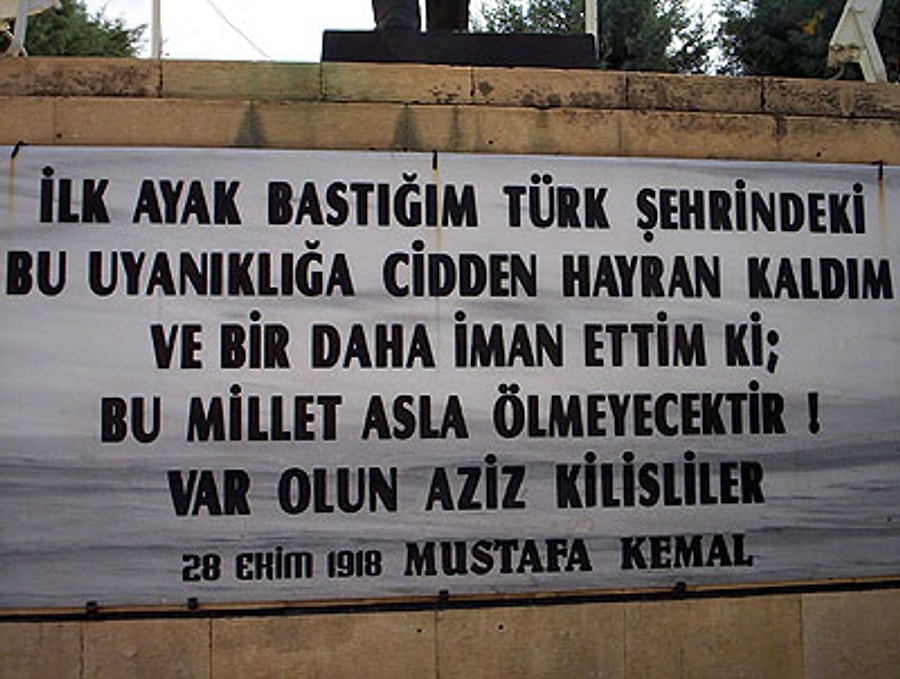 İLK AYAK BASTIĞIM TÜRK ŞEHRİNDEKİ
BU UYANIKLIĞA CİDDEN HAYRAN KALDIM
VE BİR DAHA İMAN ETTİM Kİ;
BU MİLLET ASLA ÖLMEYECEKTİR !
VAR OLUN AZİZ KİLİSLİLER
28 EKİM 1918 MUSTAFA KEMAL